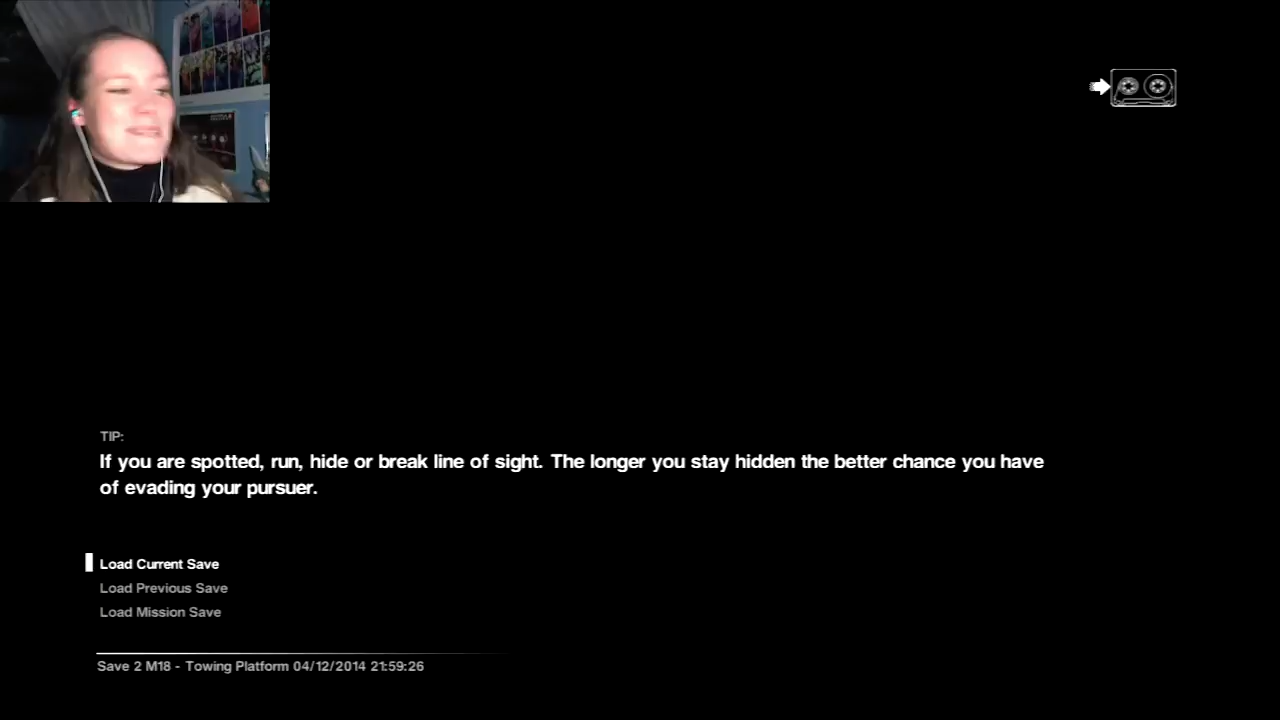 TIP:
If you are spotted, run, hide or break line of sight. The longer you stay hidden the better chance you have
of evading your pursuer.
Load Current Save
Load Previous Save
Load Mission Save
Save 2 M18 - Towing Platform 04/12/2014 21:59:26